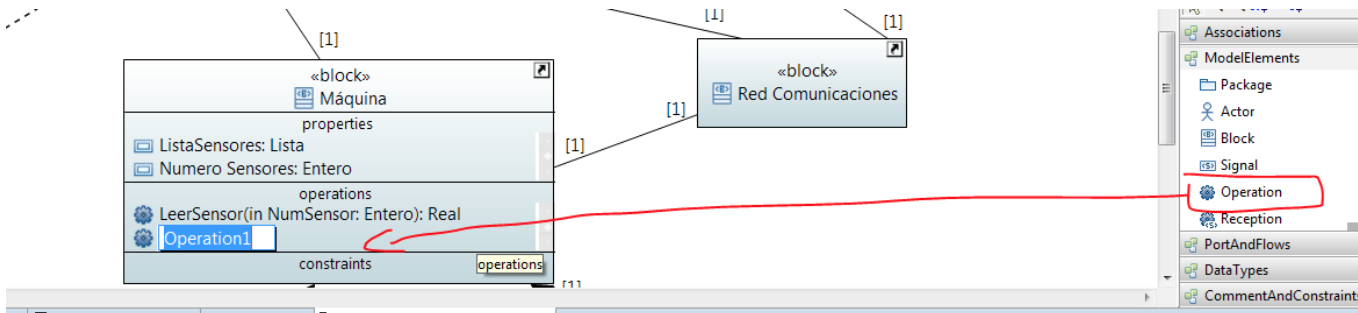 [1]
[1]
[1]
«block»
Máquina
properties
ListaSensores: Lista
Numero Sensores: Entero
operations
LeerSensor(in NumSensor: Entero): Real
Operation1
constraints
operations
[1]
[1]
[1]
«block»
Red Comunicaciones
Associations
ModelElements
Package
Actor
Block
Signal
Operation
Reception
PortAndFlows
DataTypes
CommentAndConstraints